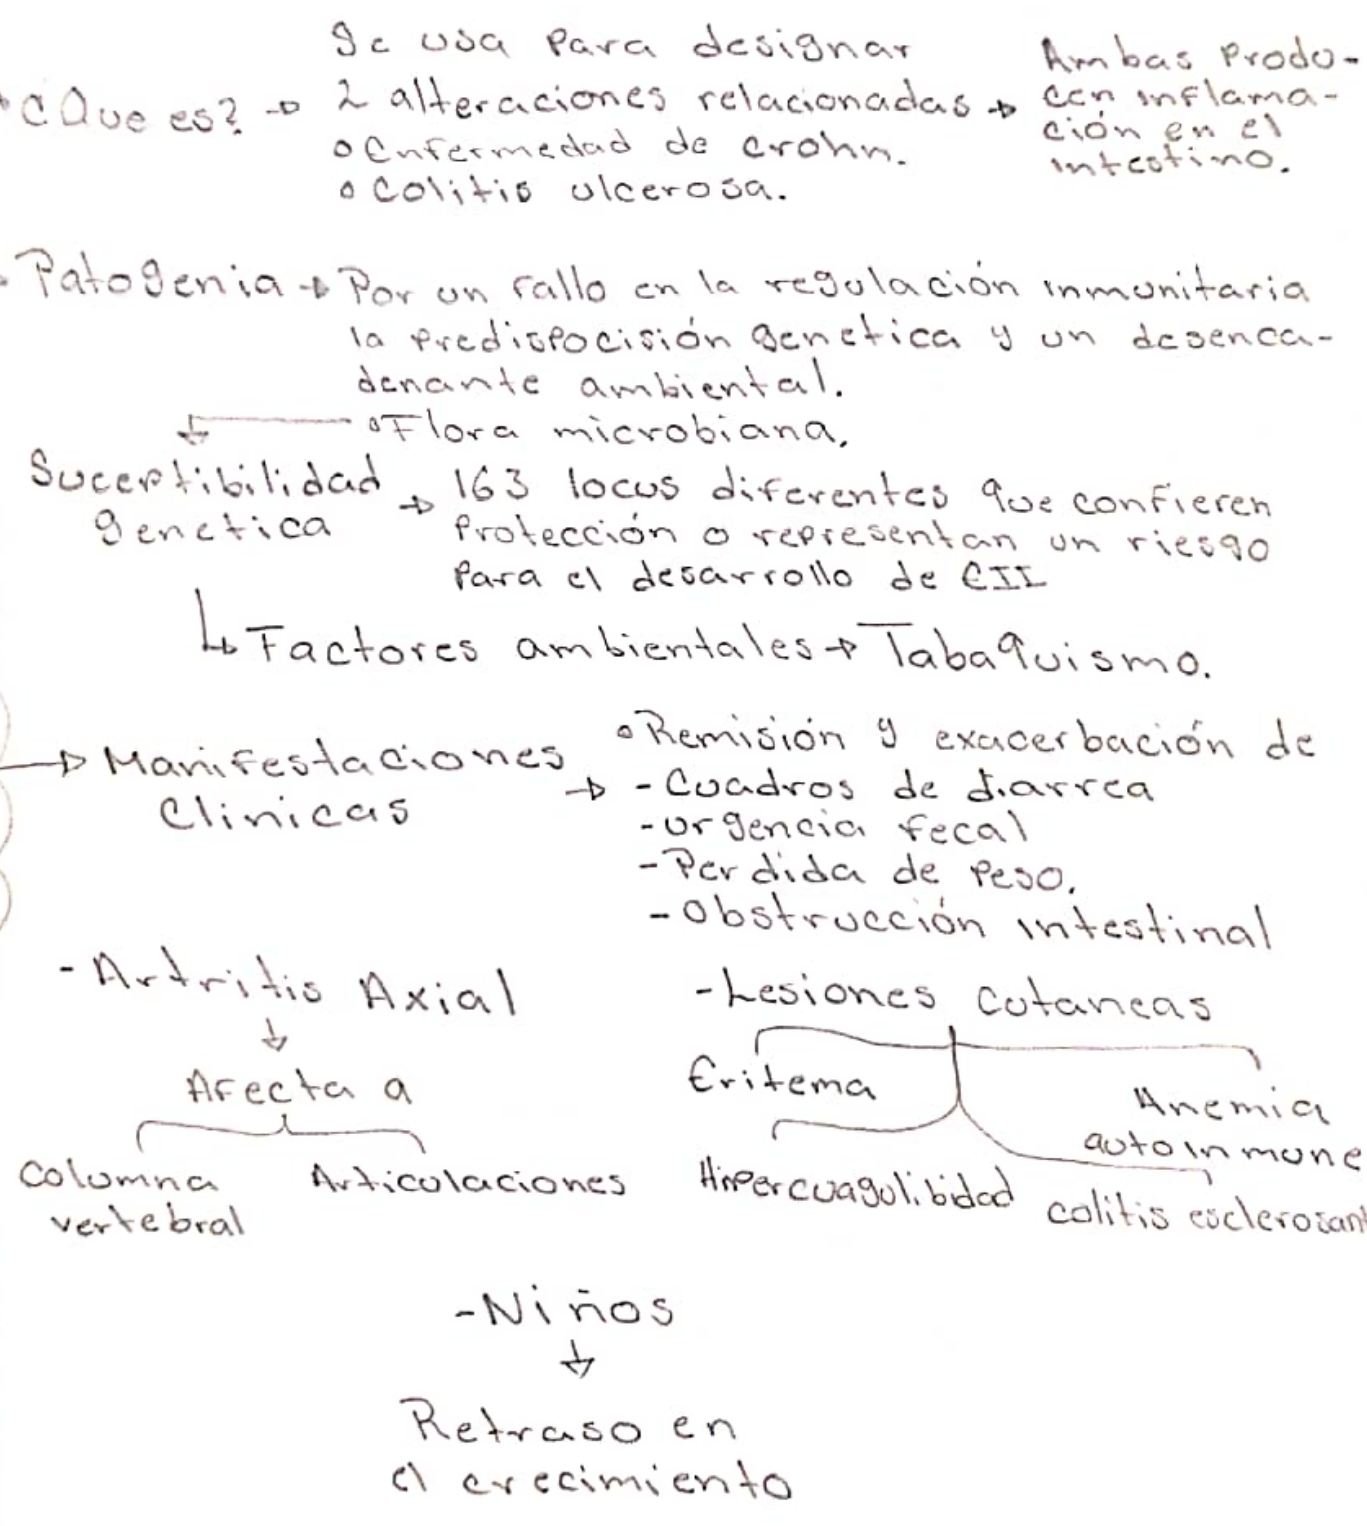 ¿Que es? → Se usa para designar
2 alteraciones relacionadas →
° Enfermedad de crohn.
° Colitis ulcerosa.
Ambas produ-
cen inflama-
ción en el
intestino.
Patogenia → Por un fallo en la regulación inmunitaria
la predispocisión genetica y un desenca-
denante ambiental.
° Flora microbiana.
Suceptibilidad
genetica → 163 locus diferentes que confieren
protección o representan un riesgo
para el desarrollo de EII
↳ Factores ambientales → Tabaquismo.
→ Manifestaciones
Clinicas →
° Remisión y exacerbación de
- Cuadros de diarrea
- urgencia fecal
- Perdida de peso.
- Obstrucción intestinal
- Artritis Axial
↓
Afecta a
Columna
vertebral
Articulaciones
- Lesiones cutaneas
Eritema
Anemia
autoinmune
Hipercuagulibidad
colitis esclerosant
- Niños
↓
Retraso en
el crecimiento